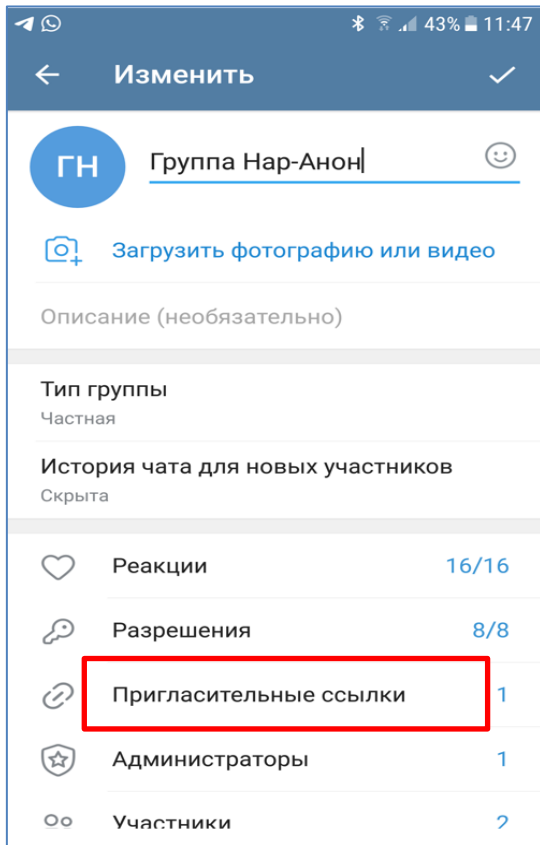 43% 11:47
Изменить
ГН
Группа Нар-Анон
Загрузить фотографию или видео
Описание (необязательно)
Тип группы
Частная
История чата для новых участников
Скрыта
Реакции 16/16
Разрешения 8/8
Пригласительные ссылки 1
Администраторы 1
Участники 2